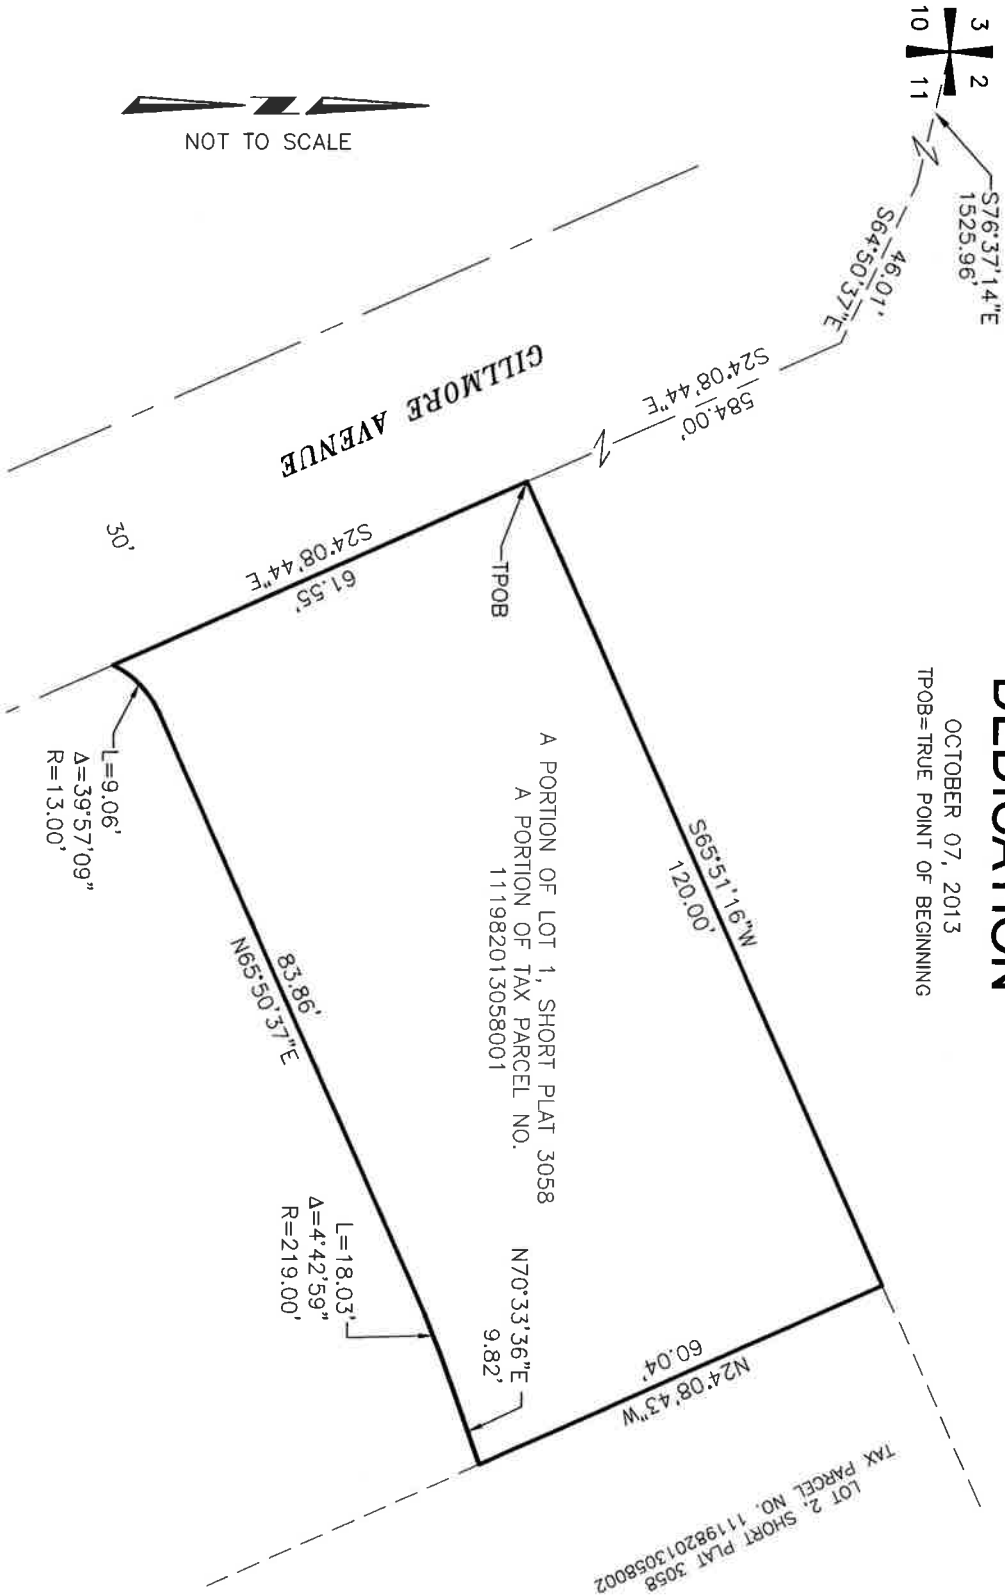 DEDICATION
OCTOBER 07, 2013
TPOB=TRUE POINT OF BEGINNING
3
2
10
11
S76°37'14"E
1525.96'
46.01'
S64°50'37"E
584.00'
S24°08'44"E
NOT TO SCALE
GILLMORE AVENUE
30'
TPOB
S24°08'44"E
61.55'
S65°51'16"W
120.00'
A PORTION OF LOT 1, SHORT PLAT 3058
A PORTION OF TAX PARCEL NO.
111982013058001
L=9.06'
Δ=39°57'09"
R=13.00'
83.86'
N65°50'37"E
L=18.03'
Δ=4°42'59"
R=219.00'
N70°33'36"E
9.82'
60.04'
N24°08'43"W
LOT 2, SHORT PLAT 3058
TAX PARCEL NO. 111982013058002